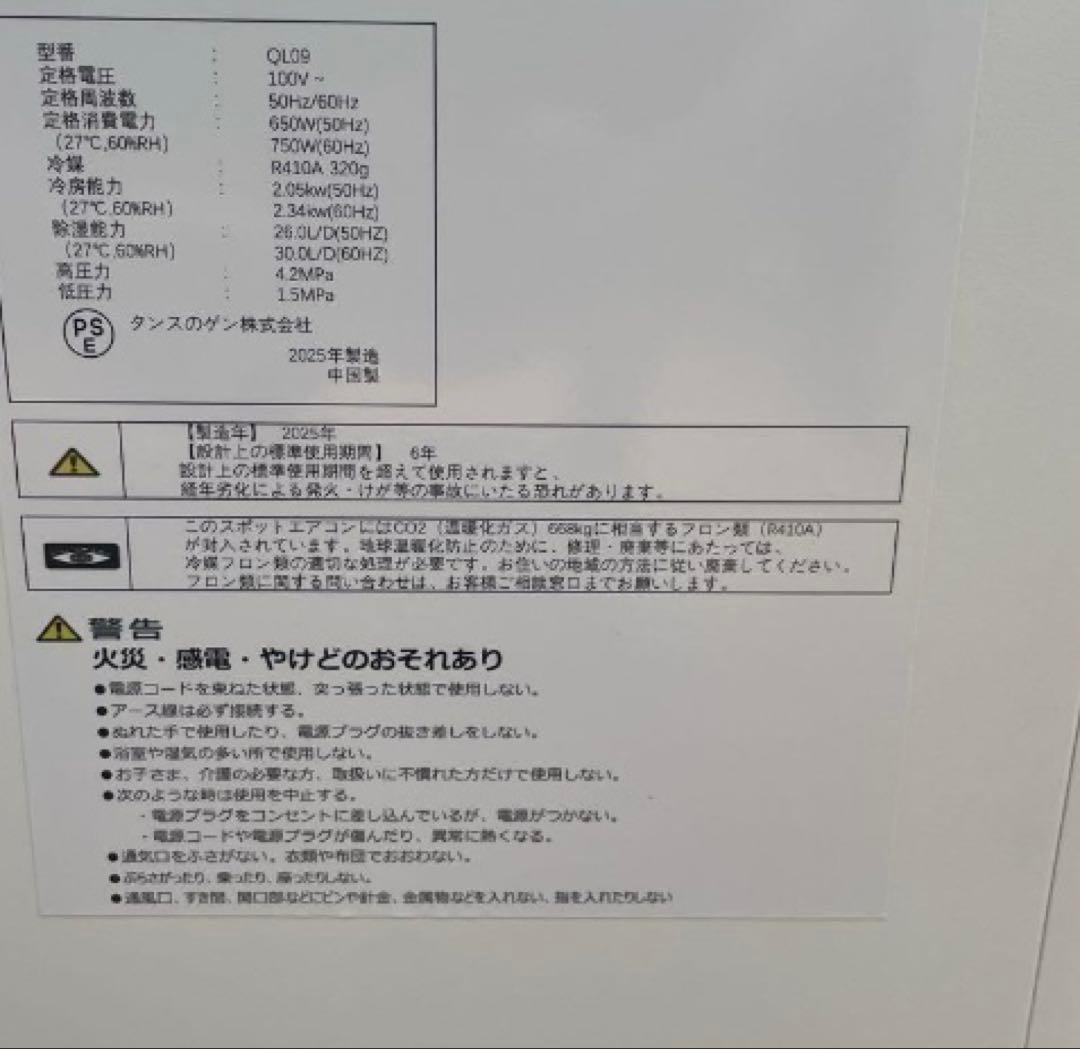 型番 : QL09
定格電圧 : 100V ~
定格周波数 : 50Hz/60Hz
定格消費電力 : 650W(50Hz)
(27℃,60%RH) 750W(60Hz)
冷媒 : R410A 320g
冷房能力 : 2.05kw(50Hz)
(27℃,60%RH) 2.34kw(60Hz)
除湿能力 : 26.0L/D(50HZ)
(27℃,60%RH) 30.0L/D(60HZ)
高圧力 : 4.2MPa
低圧力 : 1.5MPa
PSE タンスのゲン株式会社
2025年製造
中国製
【製造年】 2025年
【設計上の標準使用期間】 6年
設計上の標準使用期間を超えて使用されますと、
経年劣化による発火・けが等の事故にいたる恐れがあります。
このスポットエアコンにはCO2（温暖化ガス）668kgに相当するフロン類（R410A）
が封入されています。地球温暖化防止のために、修理・廃棄等にあたっては、
冷媒フロン類の適切な処理が必要です。お住いの地域の方法に従い廃棄してください。
フロン類に関する問い合わせは、お客様ご相談窓口までお願いします。
警告
火災・感電・やけどのおそれあり
●電源コードを束ねた状態、突っ張った状態で使用しない。
●アース線は必ず接続する。
●ぬれた手で使用したり、電源プラグの抜き差しをしない。
●浴室や湿気の多い所で使用しない。
●お子さま、介護の必要な方、取扱いに不慣れた方だけで使用しない。
●次のような時は使用を中止する。
- 電源プラグをコンセントに差し込んでいるが、電源がつかない。
- 電源コードや電源プラグが傷んだり、異常に熱くなる。
●通気口をふさがない。衣類や布団でおおわない。
●ぶらさがったり、乗ったり、座ったりしない。
●通風口、すき間、開口部などにピンや針金、金属物などを入れない、指を入れたりしない